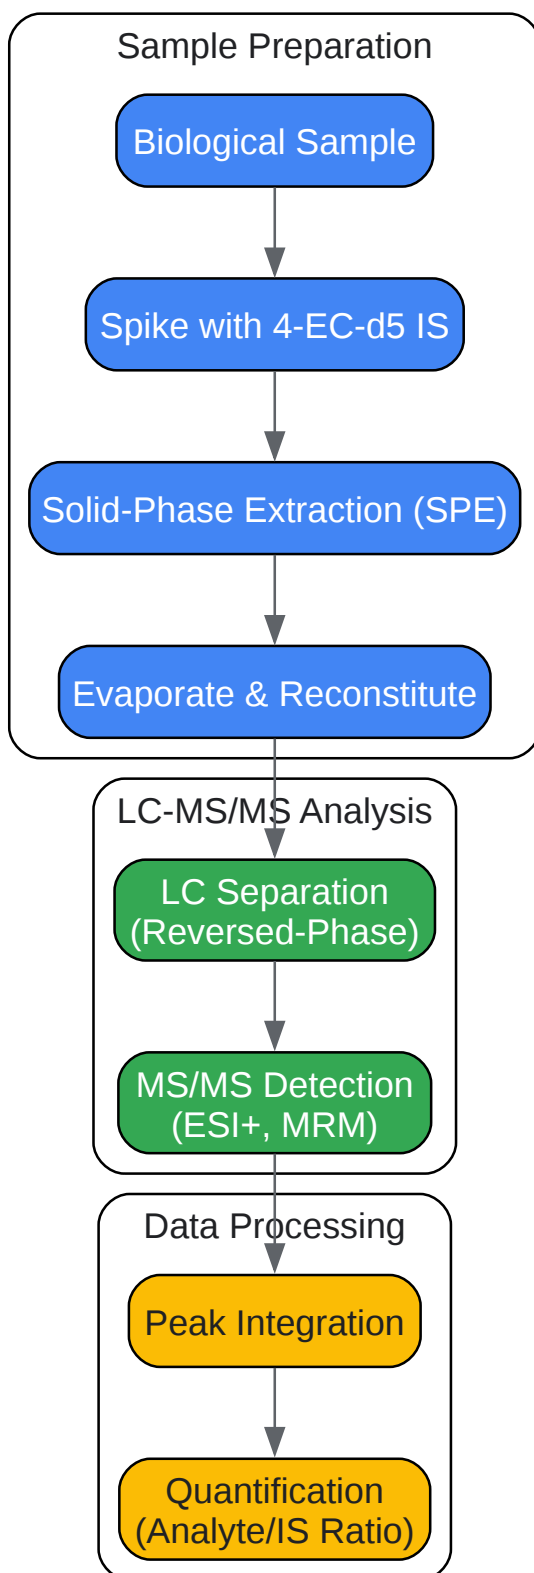 Sample Preparation
Biological Sample
Spike with 4-EC-d5 IS
Solid-Phase Extraction (SPE)
Evaporate & Reconstitute
LC-MS/MS Analysis
LC Separation
(Reversed-Phase)
MS/MS Detection
(ESI+, MRM)
Data Processing
Peak Integration
Quantification
(Analyte/IS Ratio)